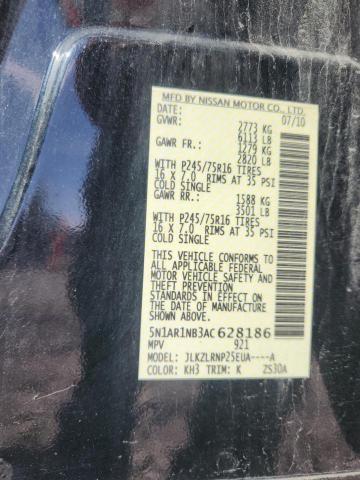 MFD BY NISSAN MOTOR CO., LTD.
DATE: 07/10
GVWR: 2773 KG
6113 LB
GAWR FR.: 1279 KG
2820 LB
WITH P245/75R16 TIRES
16 X 7.0 RIMS AT 35 PSI
COLD SINGLE
GAWR RR.: 1588 KG
3501 LB
WITH P245/75R16 TIRES
16 X 7.0 RIMS AT 35 PSI
COLD SINGLE
THIS VEHICLE CONFORMS TO
ALL APPLICABLE FEDERAL
MOTOR VEHICLE SAFETY AND
THEFT PREVENTION
STANDARDS IN EFFECT ON
THE DATE OF MANUFACTURE
SHOWN ABOVE.
5N1AR1NB3AC628186
MPV 921
MODEL: JLKZLRNP25EUA----A
COLOR: KH3 TRIM: K ZS30A